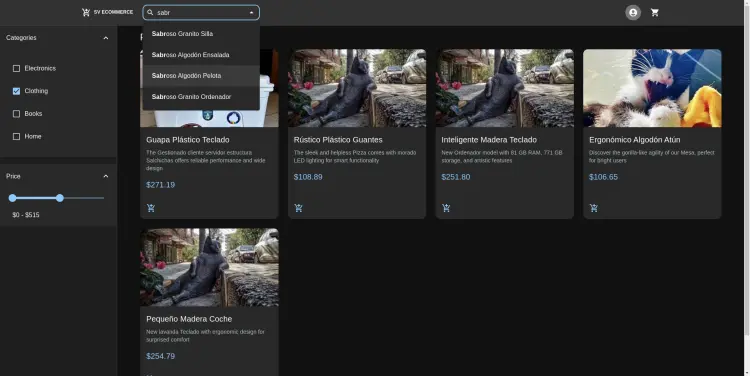 SV ECOMMERCE
sabr
Sabroso Granito Silla
Sabroso Algodón Ensalada
Sabroso Algodón Pelota
Sabroso Granito Ordenador
Categories
Electronics
Clothing
Books
Home
Price
$0 - $515
Guapa Plástico Teclado
The Gestionado cliente servidor estructura
Salchichas offers reliable performance and wide
design
$271.19
Rústico Plástico Guantes
The sleek and helpless Pizza comes with morado
LED lighting for smart functionality
$108.89
Inteligente Madera Teclado
New Ordenador model with 81 GB RAM, 771 GB
storage, and artistic features
$251.80
Ergonómico Algodón Atún
Discover the gorilla-like agility of our Mesa, perfect
for bright users
$106.65
Pequeño Madera Coche
New lavanda Teclado with ergonomic design for
surprised comfort
$254.79